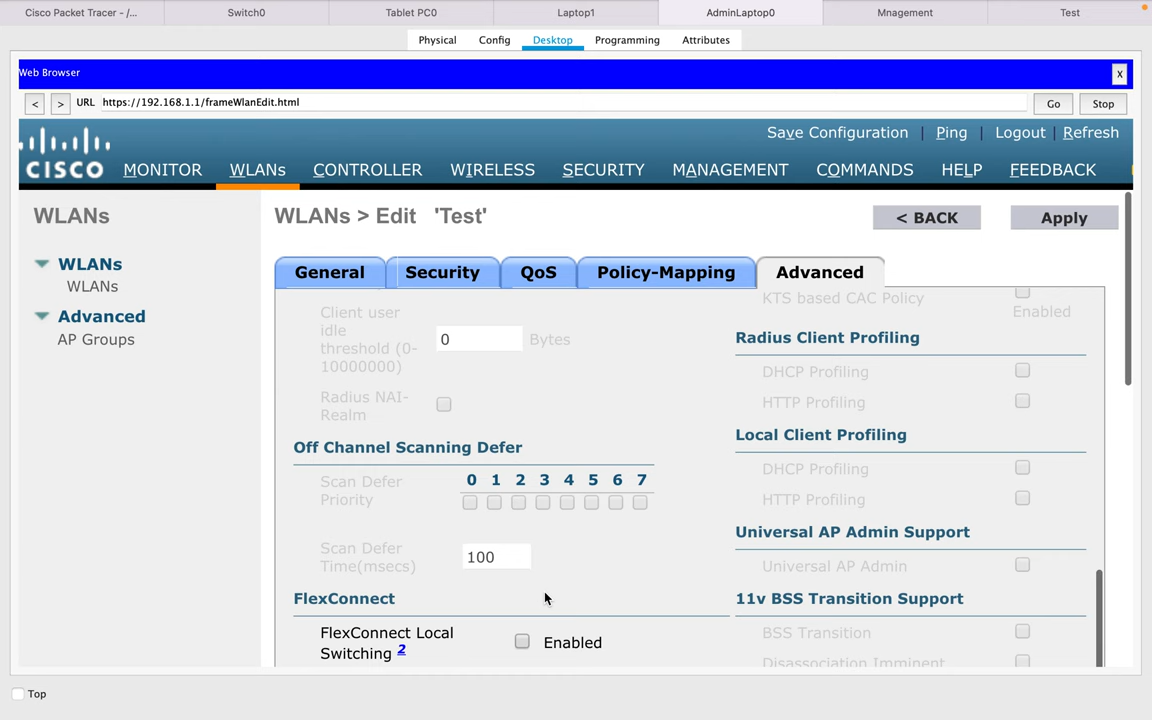 Cisco Packet Tracer - /...
Switch0
Tablet PC0
Laptop1
AdminLaptop0
Mnagement
Test
Physical
Config
Desktop
Programming
Attributes
Web Browser
X
<
>
URL
https://192.168.1.1/frameWlanEdit.html
Go
Stop
Save Configuration | Ping | Logout | Refresh
CISCO
MONITOR
WLANs
CONTROLLER
WIRELESS
SECURITY
MANAGEMENT
COMMANDS
HELP
FEEDBACK
WLANs
WLANs
WLANs
Advanced
AP Groups
WLANs > Edit 'Test'
< BACK
Apply
General
Security
QoS
Policy-Mapping
Advanced
Client user
idle
threshold (0-
10000000)
0
Bytes
Radius NAI-
Realm
Off Channel Scanning Defer
Scan Defer
Priority
0 1 2 3 4 5 6 7
Scan Defer
Time(msecs)
100
FlexConnect
FlexConnect Local
Switching 2
Enabled
KTS based CAC Policy
Enabled
Radius Client Profiling
DHCP Profiling
HTTP Profiling
Local Client Profiling
DHCP Profiling
HTTP Profiling
Universal AP Admin Support
Universal AP Admin
11v BSS Transition Support
BSS Transition
Disassociation Imminent
Top